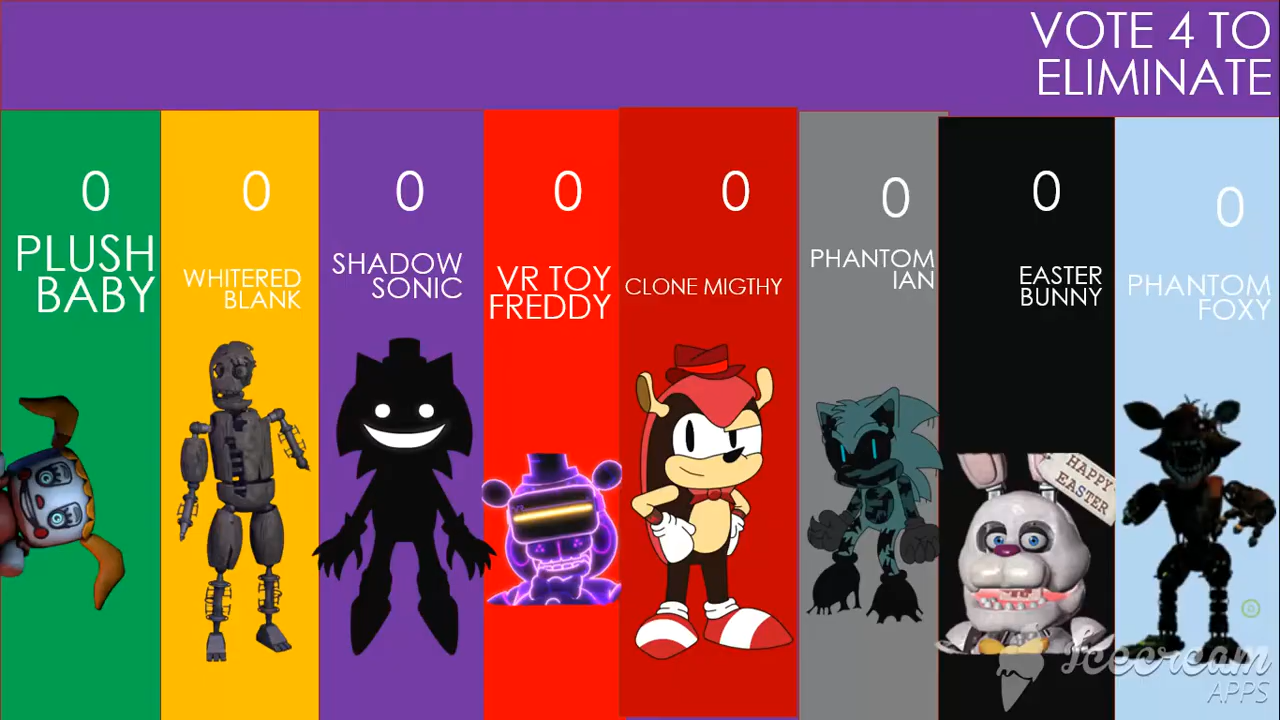 VOTE 4 TO
ELIMINATE
0
PLUSH
BABY
0
WHITERED
BLANK
0
SHADOW
SONIC
0
VR TOY
FREDDY
0
CLONE MIGTHY
0
PHANTOM
IAN
0
EASTER
BUNNY
0
PHANTOM
FOXY
HAPPY
EASTER
Icecream
APPS